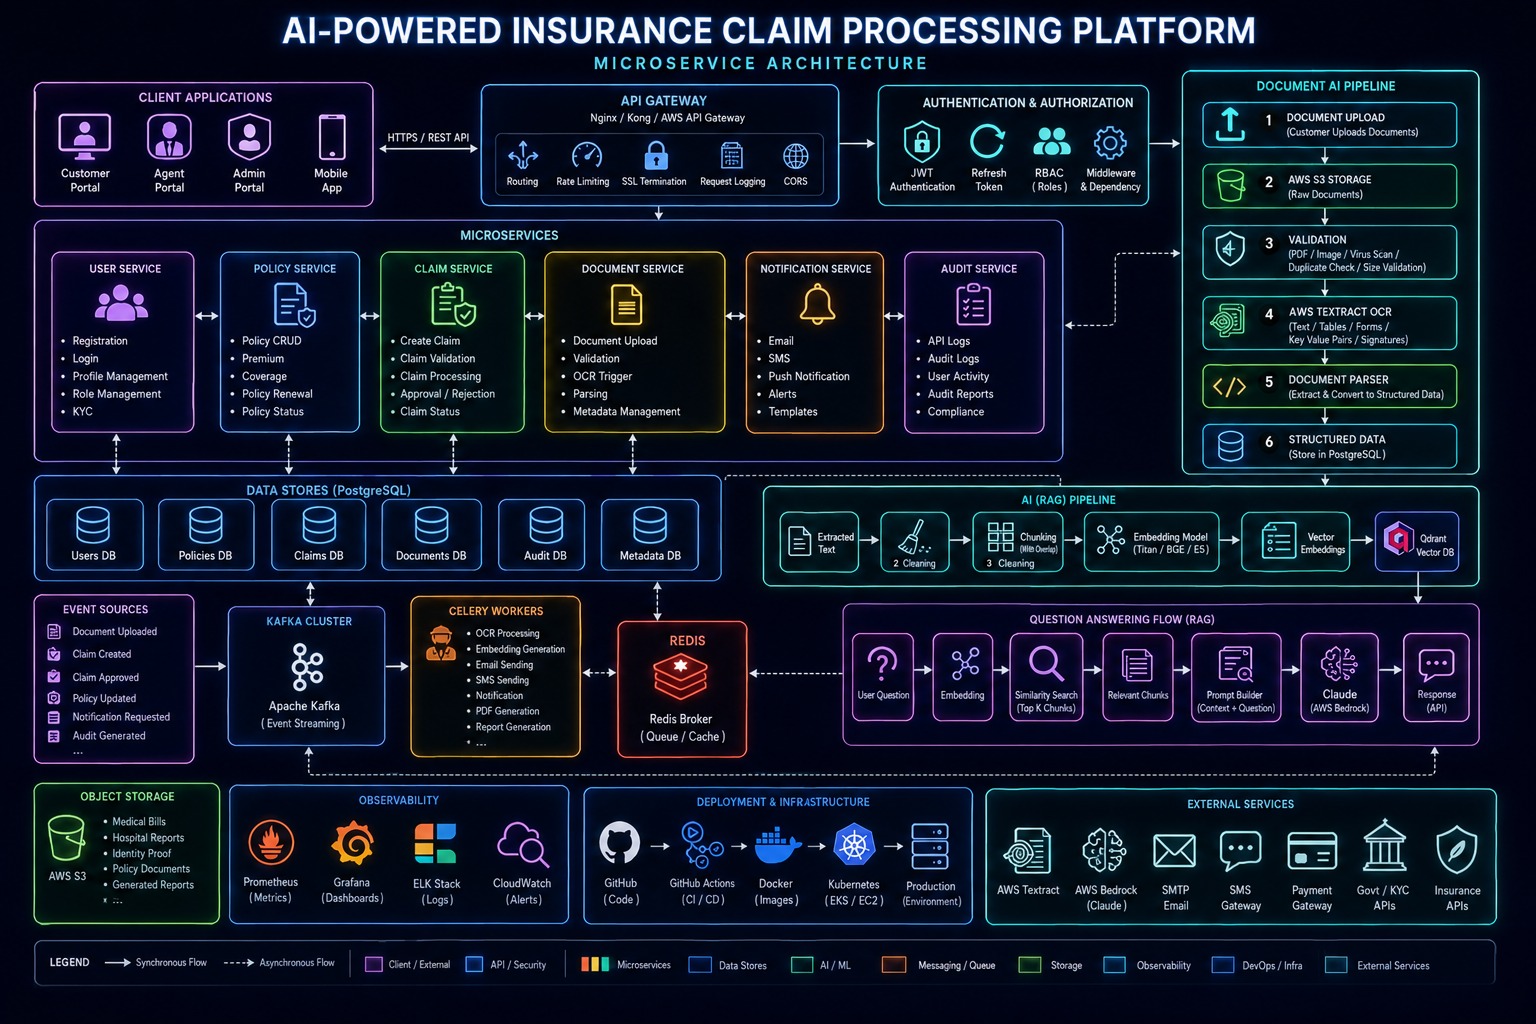 AI-POWERED INSURANCE CLAIM PROCESSING PLATFORM
MICROSERVICE ARCHITECTURE
CLIENT APPLICATIONS
Customer
Portal
Agent
Portal
Admin
Portal
Mobile
App
HTTPS / REST API
API GATEWAY
Nginx / Kong / AWS API Gateway
Routing
Rate Limiting
SSL Termination
Request Logging
CORS
AUTHENTICATION & AUTHORIZATION
JWT
Authentication
Refresh
Token
RBAC
( Roles )
Middleware
& Dependency
DOCUMENT AI PIPELINE
1 DOCUMENT UPLOAD
(Customer Uploads Documents)
2 AWS S3 STORAGE
(Raw Documents)
3 VALIDATION
(PDF / Image / Virus Scan /
Duplicate Check / Size Validation)
4 AWS TEXTRACT OCR
(Text / Tables / Forms /
Key Value Pairs / Signatures)
5 DOCUMENT PARSER
(Extract & Convert to Structured Data)
6 STRUCTURED DATA
(Store in PostgreSQL)
MICROSERVICES
USER SERVICE
• Registration
• Login
• Profile Management
• Role Management
• KYC
POLICY SERVICE
• Policy CRUD
• Premium
• Coverage
• Policy Renewal
• Policy Status
CLAIM SERVICE
• Create Claim
• Claim Validation
• Claim Processing
• Approval / Rejection
• Claim Status
DOCUMENT SERVICE
• Document Upload
• Validation
• OCR Trigger
• Parsing
• Metadata Management
NOTIFICATION SERVICE
• Email
• SMS
• Push Notification
• Alerts
• Templates
AUDIT SERVICE
• API Logs
• Audit Logs
• User Activity
• Audit Reports
• Compliance
DATA STORES (PostgreSQL)
Users DB
Policies DB
Claims DB
Documents DB
Audit DB
Metadata DB
AI (RAG) PIPELINE
Extracted
Text
2 Cleaning
Chunking
(With Overlap)
3 Cleaning
Embedding Model
(Titan / BGE / E5)
Vector
Embeddings
Qdrant
Vector DB
EVENT SOURCES
Document Uploaded
Claim Created
Claim Approved
Policy Updated
Notification Requested
Audit Generated
...
KAFKA CLUSTER
Apache Kafka
( Event Streaming )
CELERY WORKERS
• OCR Processing
• Embedding Generation
• Email Sending
• SMS Sending
• Notification
• PDF Generation
• Report Generation
• ...
REDIS
Redis Broker
( Queue / Cache )
QUESTION ANSWERING FLOW (RAG)
User Question
Embedding
Similarity Search
(Top K Chunks)
Relevant Chunks
Prompt Builder
(Context + Question)
Claude
(AWS Bedrock)
Response
(API)
OBJECT STORAGE
AWS S3
• Medical Bills
• Hospital Reports
• Identity Proof
• Policy Documents
• Generated Reports
• ...
OBSERVABILITY
Prometheus
(Metrics)
Grafana
(Dashboards)
ELK Stack
(Logs)
CloudWatch
(Alerts)
DEPLOYMENT & INFRASTRUCTURE
GitHub
( Code )
GitHub Actions
( CI / CD )
Docker
(Images)
Kubernetes
( EKS / EC2 )
Production
(Environment)
EXTERNAL SERVICES
AWS Textract
AWS Bedrock
(Claude )
SMTP
Email
SMS
Gateway
Payment
Gateway
Govt / KYC
APIs
Insurance
APIs
LEGEND
Synchronous Flow
Asynchronous Flow
Client / External
API / Security
Microservices
Data Stores
AI / ML
Messaging / Queue
Storage
Observability
DevOps / Infra
External Services